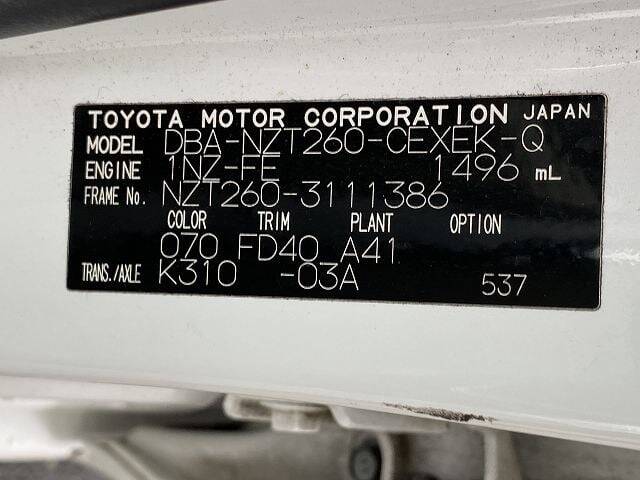 TOYOTA MOTOR CORPORATION JAPAN
MODEL DBA-NZT260-CEXEK-Q
ENGINE 1NZ-FE 1496 mL
FRAME No. NZT260-3111386
COLOR TRIM PLANT OPTION
070 FD40 A41
TRANS./AXLE K310 -03A 537